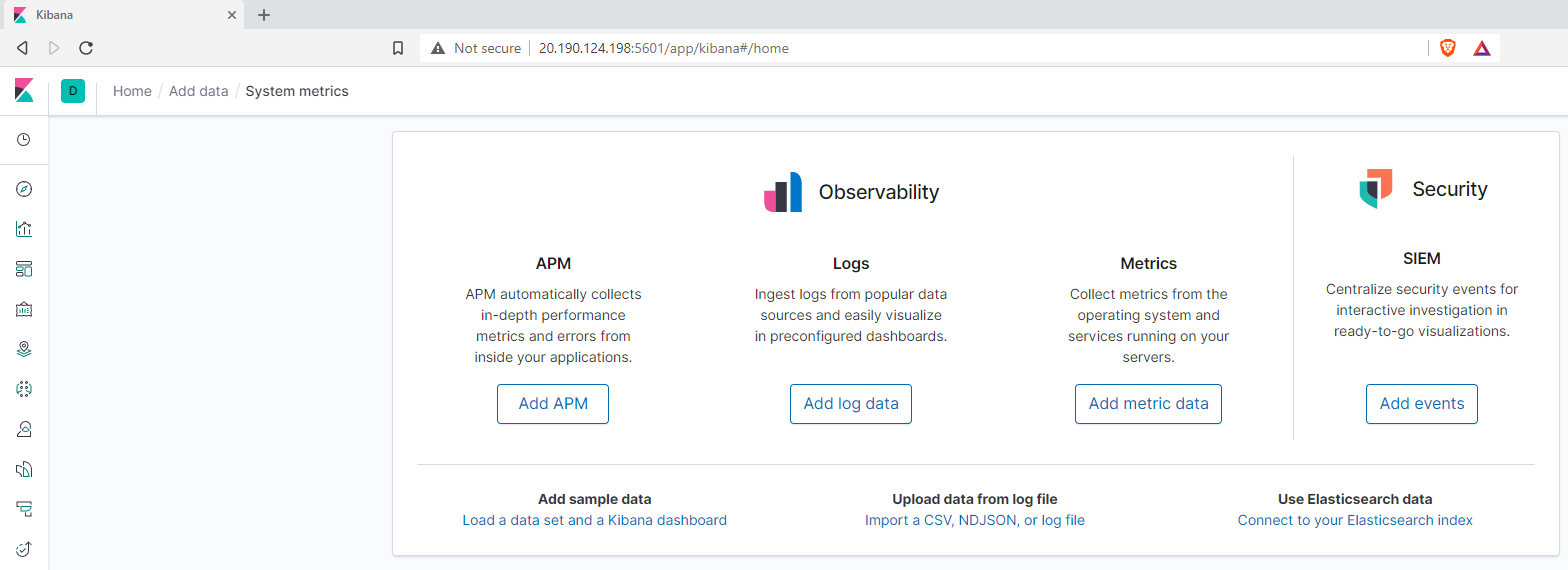 Kibana
Not secure
20.190.124.198:5601/app/kibana#/home
D
Home / Add data / System metrics
Observability
APM
APM automatically collects
in-depth performance
metrics and errors from
inside your applications.
Add APM
Logs
Ingest logs from popular data
sources and easily visualize
in preconfigured dashboards.
Add log data
Metrics
Collect metrics from the
operating system and
services running on your
servers.
Add metric data
Security
SIEM
Centralize security events for
interactive investigation in
ready-to-go visualizations.
Add events
Add sample data
Load a data set and a Kibana dashboard
Upload data from log file
Import a CSV, NDJSON, or log file
Use Elasticsearch data
Connect to your Elasticsearch index